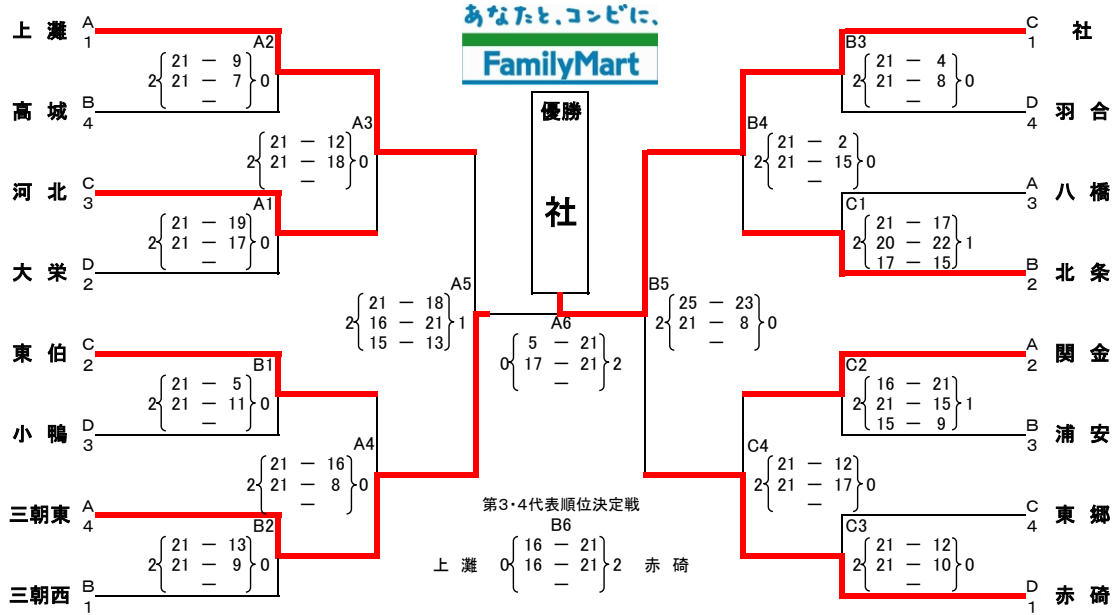 あなたと、コンビに、
FamilyMart
優勝
社
上灘 A 1
高城 B 4
A2
2 21 － 9 0
21 － 7
－
河北 C 3
大栄 D 2
A1
2 21 － 19 0
21 － 17
－
A3
2 21 － 12 0
21 － 18
－
東伯 C 2
小鴨 D 3
B1
2 21 － 5 0
21 － 11
－
三朝東 A 4
三朝西 B 1
B2
2 21 － 13 0
21 － 9
－
A4
2 21 － 16 0
21 － 8
－
A5
2 21 － 18 1
16 － 21
15 － 13
A6
0 5 － 21 2
17 － 21
－
B5
2 25 － 23 0
21 － 8
－
C 1 社
D 4 羽合
B3
2 21 － 4 0
21 － 8
－
B4
2 21 － 2 0
21 － 15
－
A 3 八橋
B 2 北条
C1
2 21 － 17 1
20 － 22
17 － 15
A 2 関金
B 3 浦安
C2
2 16 － 21 1
21 － 15
15 － 9
C4
2 21 － 12 0
21 － 17
－
C 4 東郷
D 1 赤碕
C3
2 21 － 12 0
21 － 10
－
第3・4代表順位決定戦
B6
上灘 0 16 － 21 2 赤碕
16 － 21
－